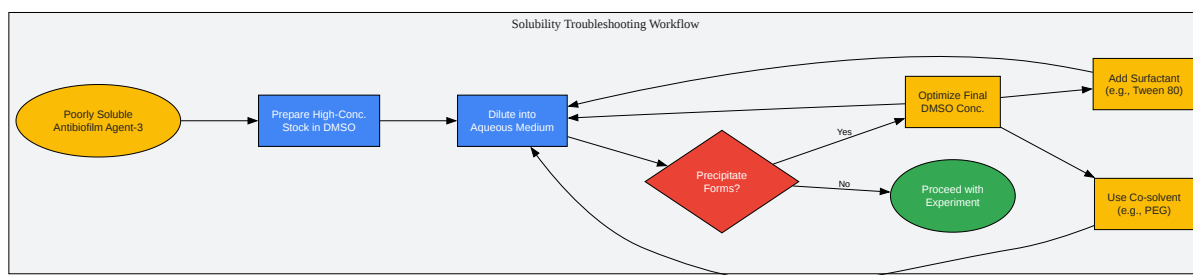 Solubility Troubleshooting Workflow
Poorly Soluble
Antibiofilm Agent-3
Prepare High-Conc.
Stock in DMSO
Dilute into
Aqueous Medium
Precipitate
Forms?
Yes
No
Optimize Final
DMSO Conc.
Proceed with
Experiment
Add Surfactant
(e.g., Tween 80)
Use Co-solvent
(e.g., PEG)